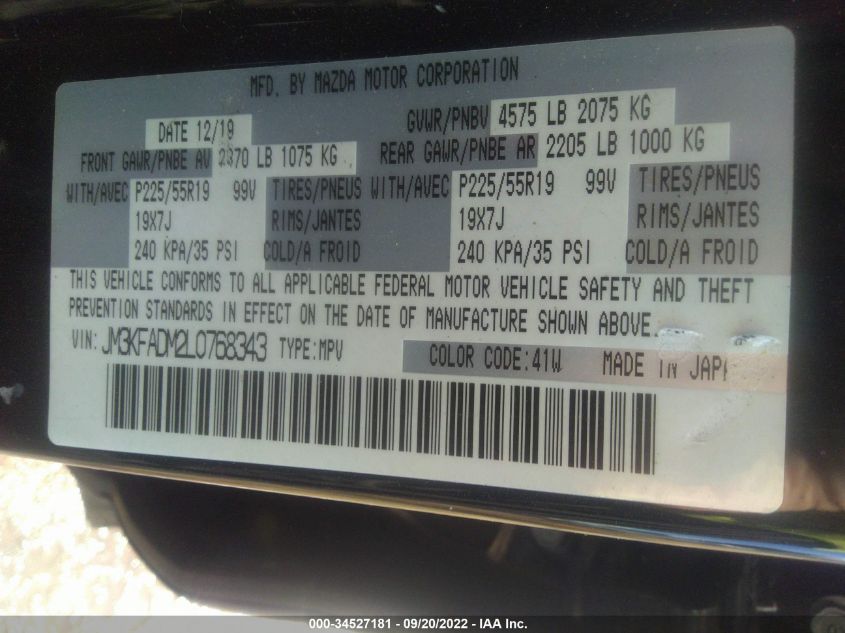 MFD. BY MAZDA MOTOR CORPORATION
DATE 12/19 GVWR/PNBV 4575 LB 2075 KG
FRONT GAWR/PNBE AV 2370 LB 1075 KG REAR GAWR/PNBE AR 2205 LB 1000 KG
WITH/AVEC P225/55R19 99V TIRES/PNEUS WITH/AVEC P225/55R19 99V TIRES/PNEUS
19X7J RIMS/JANTES 19X7J RIMS/JANTES
240 KPA/35 PSI COLD/A FROID 240 KPA/35 PSI COLD/A FROID
THIS VEHICLE CONFORMS TO ALL APPLICABLE FEDERAL MOTOR VEHICLE SAFETY AND THEFT
PREVENTION STANDARDS IN EFFECT ON THE DATE OF MANUFACTURE SHOWN ABOVE.
VIN: JM3KFADM2L0768343 TYPE:MPV COLOR CODE:41W MADE IN JAPA
000-34527181 - 09/20/2022 - IAA Inc.